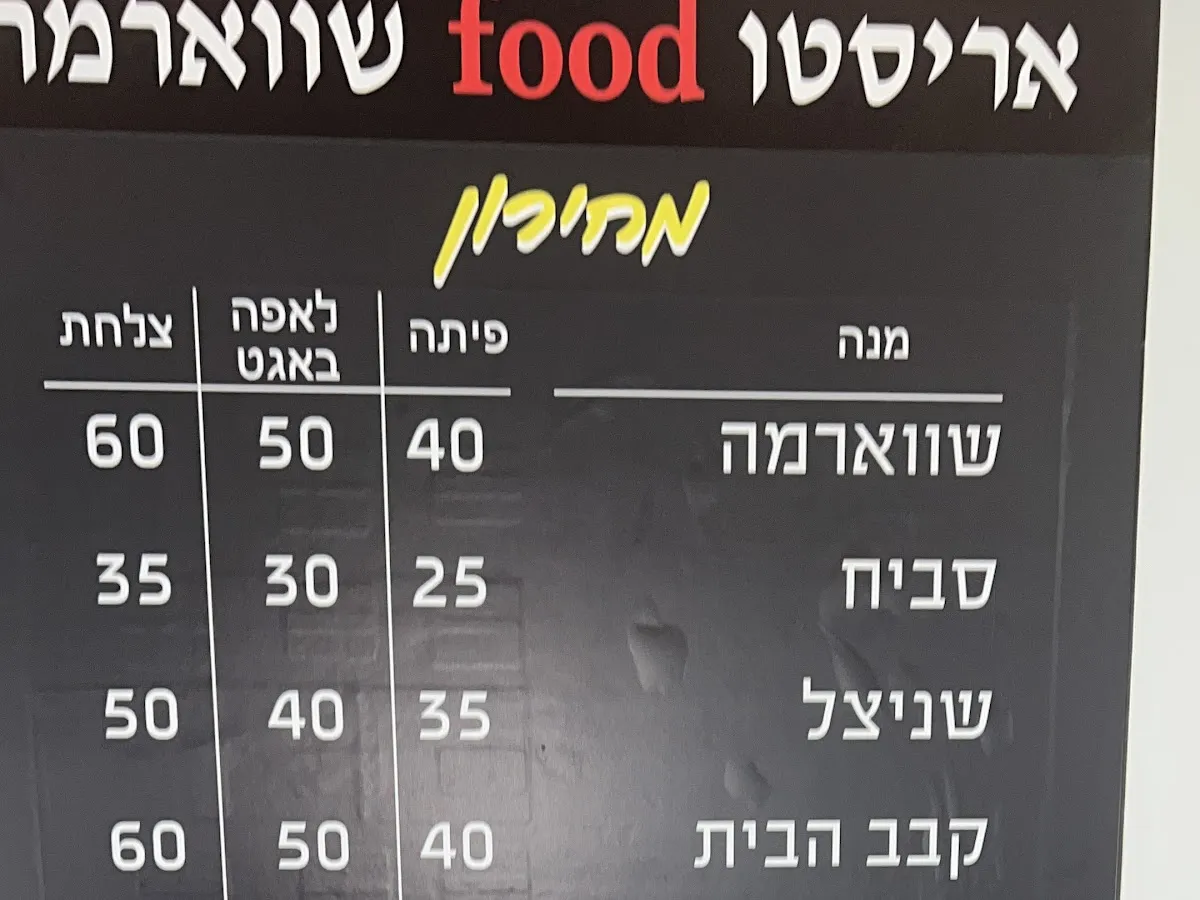 אריסטו food שווארמה
מחירון
מנה פיתה לאפה באגט צלחת
שווארמה 40 50 60
סביח 25 30 35
שניצל 35 40 50
קבב הבית 40 50 60